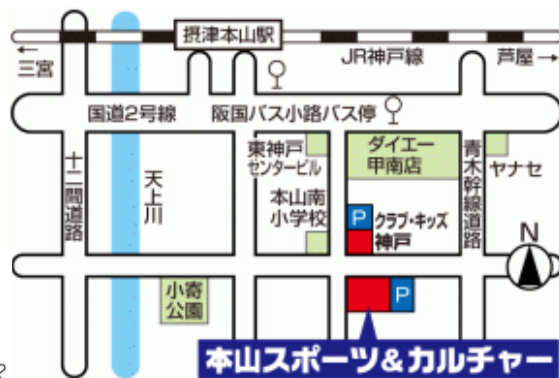 摂津本山駅
←
三宮
JR神戸線
芦屋→
国道2号線
阪国バス小路バス停
十二間道路
天上川
東神戸
センタービル
ダイエー
甲南店
青木幹線道路
ヤナセ
本山南
小学校
P
クラブ・キッズ
神戸
N
小寄
公園
P
本山スポーツ&カルチャー